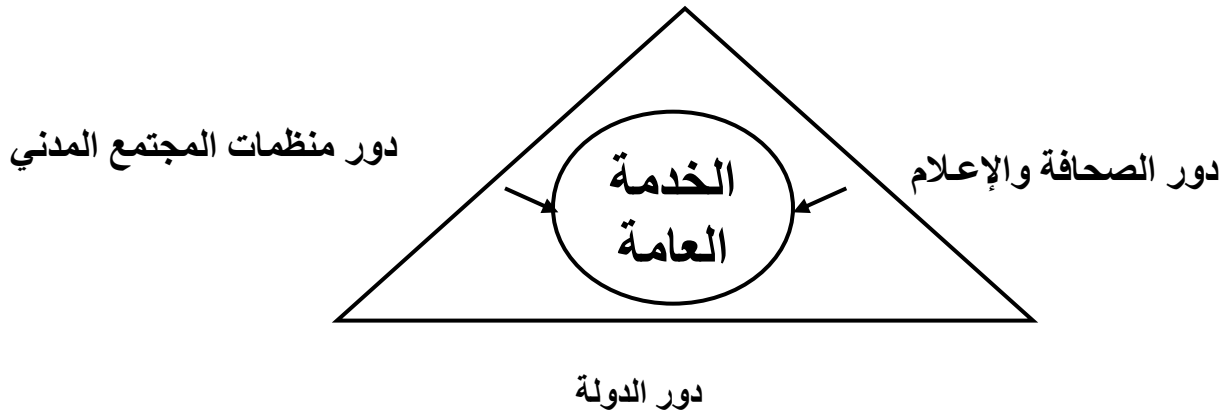 دور منظمات المجتمع المدني
دور الصحافة والإعلام
الخدمة
العامة
دور الدولة